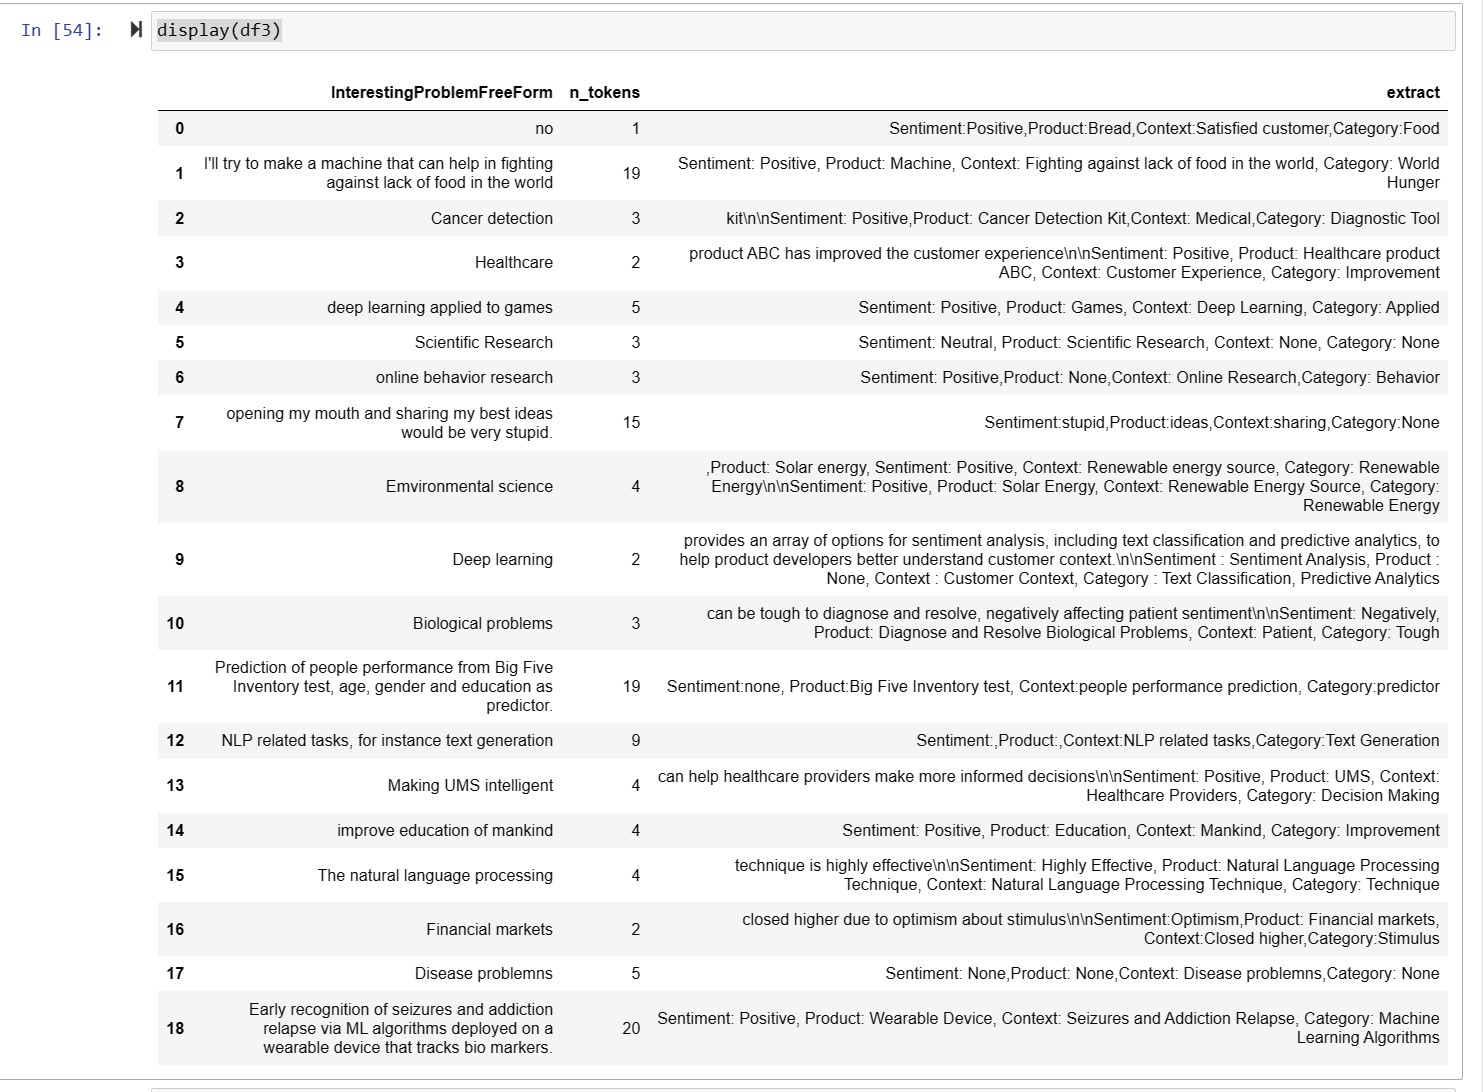 In [54]: display(df3)
InterestingProblemFreeForm n_tokens extract
0 no 1 Sentiment:Positive,Product:Bread,Context:Satisfied customer,Category:Food
1 I'll try to make a machine that can help in fighting 19 Sentiment: Positive, Product: Machine, Context: Fighting against lack of food in the world, Category: World
against lack of food in the world Hunger
2 Cancer detection 3 kit\n\nSentiment: Positive,Product: Cancer Detection Kit,Context: Medical,Category: Diagnostic Tool
3 Healthcare 2 product ABC has improved the customer experience\n\nSentiment: Positive, Product: Healthcare product
ABC, Context: Customer Experience, Category: Improvement
4 deep learning applied to games 5 Sentiment: Positive, Product: Games, Context: Deep Learning, Category: Applied
5 Scientific Research 3 Sentiment: Neutral, Product: Scientific Research, Context: None, Category: None
6 online behavior research 3 Sentiment: Positive,Product: None,Context: Online Research,Category: Behavior
7 opening my mouth and sharing my best ideas 15 Sentiment:stupid,Product:ideas,Context:sharing,Category:None
would be very stupid.
8 Emvironmental science 4 ,Product: Solar energy, Sentiment: Positive, Context: Renewable energy source, Category: Renewable
Energy\n\nSentiment: Positive, Product: Solar Energy, Context: Renewable Energy Source, Category:
Renewable Energy
9 Deep learning 2 provides an array of options for sentiment analysis, including text classification and predictive analytics, to
help product developers better understand customer context.\n\nSentiment : Sentiment Analysis, Product :
None, Context : Customer Context, Category : Text Classification, Predictive Analytics
10 Biological problems 3 can be tough to diagnose and resolve, negatively affecting patient sentiment\n\nSentiment: Negatively,
Product: Diagnose and Resolve Biological Problems, Context: Patient, Category: Tough
11 Prediction of people performance from Big Five 19 Sentiment:none, Product:Big Five Inventory test, Context:people performance prediction, Category:predictor
Inventory test, age, gender and education as
predictor.
12 NLP related tasks, for instance text generation 9 Sentiment:,Product:,Context:NLP related tasks,Category:Text Generation
13 Making UMS intelligent 4 can help healthcare providers make more informed decisions\n\nSentiment: Positive, Product: UMS, Context:
Healthcare Providers, Category: Decision Making
14 improve education of mankind 4 Sentiment: Positive, Product: Education, Context: Mankind, Category: Improvement
15 The natural language processing 4 technique is highly effective\n\nSentiment: Highly Effective, Product: Natural Language Processing
Technique, Context: Natural Language Processing Technique, Category: Technique
16 Financial markets 2 closed higher due to optimism about stimulus\n\nSentiment:Optimism,Product: Financial markets,
Context:Closed higher,Category:Stimulus
17 Disease problemns 5 Sentiment: None,Product: None,Context: Disease problemns,Category: None
18 Early recognition of seizures and addiction 20 Sentiment: Positive, Product: Wearable Device, Context: Seizures and Addiction Relapse, Category: Machine
relapse via ML algorithms deployed on a Learning Algorithms
wearable device that tracks bio markers.